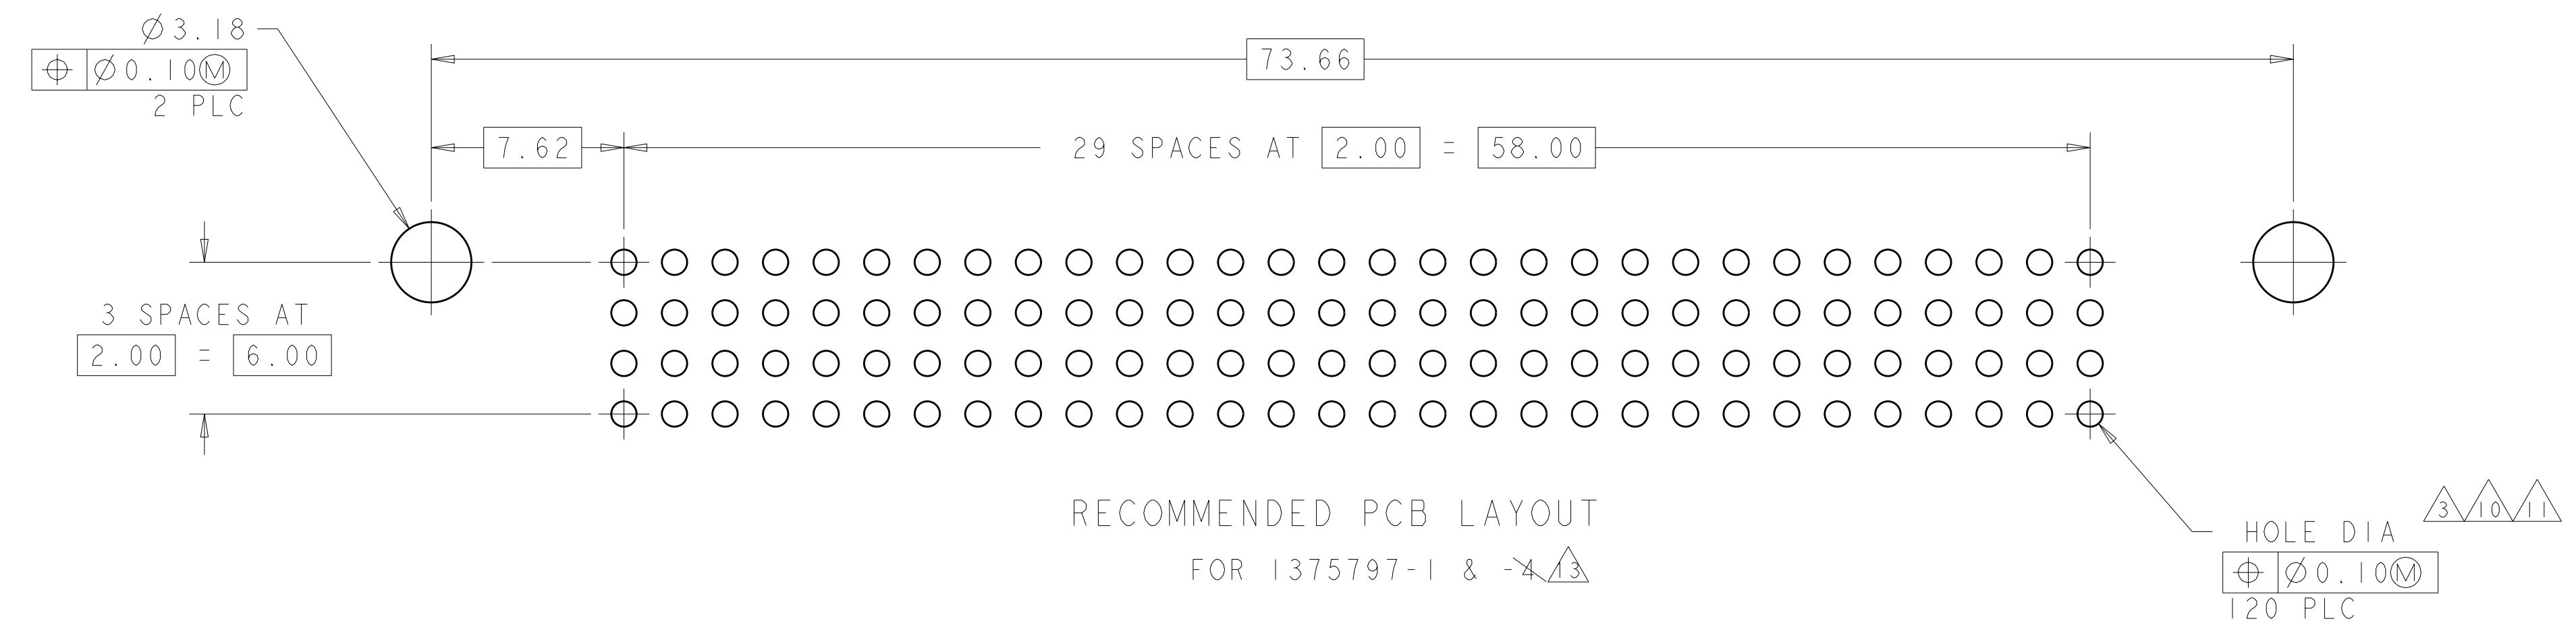 Ø3.18
⌖ Ø0.10Ⓜ
2 PLC
73.66
7.62
29 SPACES AT 2.00 = 58.00
3 SPACES AT
2.00 = 6.00
RECOMMENDED PCB LAYOUT
FOR 1375797-1 & -4 13
3 10 11
HOLE DIA
⌖ Ø0.10Ⓜ
120 PLC